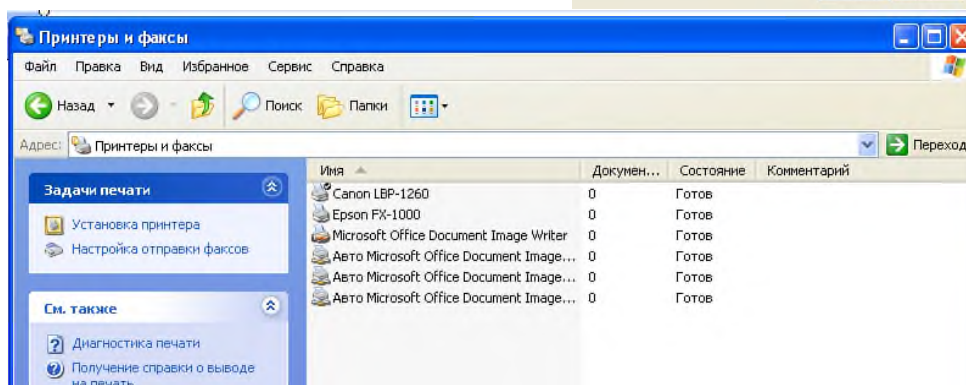 Принтеры и факсы
Файл Правка Вид Избранное Сервис Справка
Назад Поиск Папки
Адрес: Принтеры и факсы Переход
Задачи печати
Установка принтера
Настройка отправки факсов
См. также
Диагностика печати
Получение справки о выводе
на печать
Имя Докумен... Состояние Комментарий
Canon LBP-1260 0 Готов
Epson FX-1000 0 Готов
Microsoft Office Document Image Writer 0 Готов
Авто Microsoft Office Document Image... 0 Готов
Авто Microsoft Office Document Image... 0 Готов
Авто Microsoft Office Document Image... 0 Готов